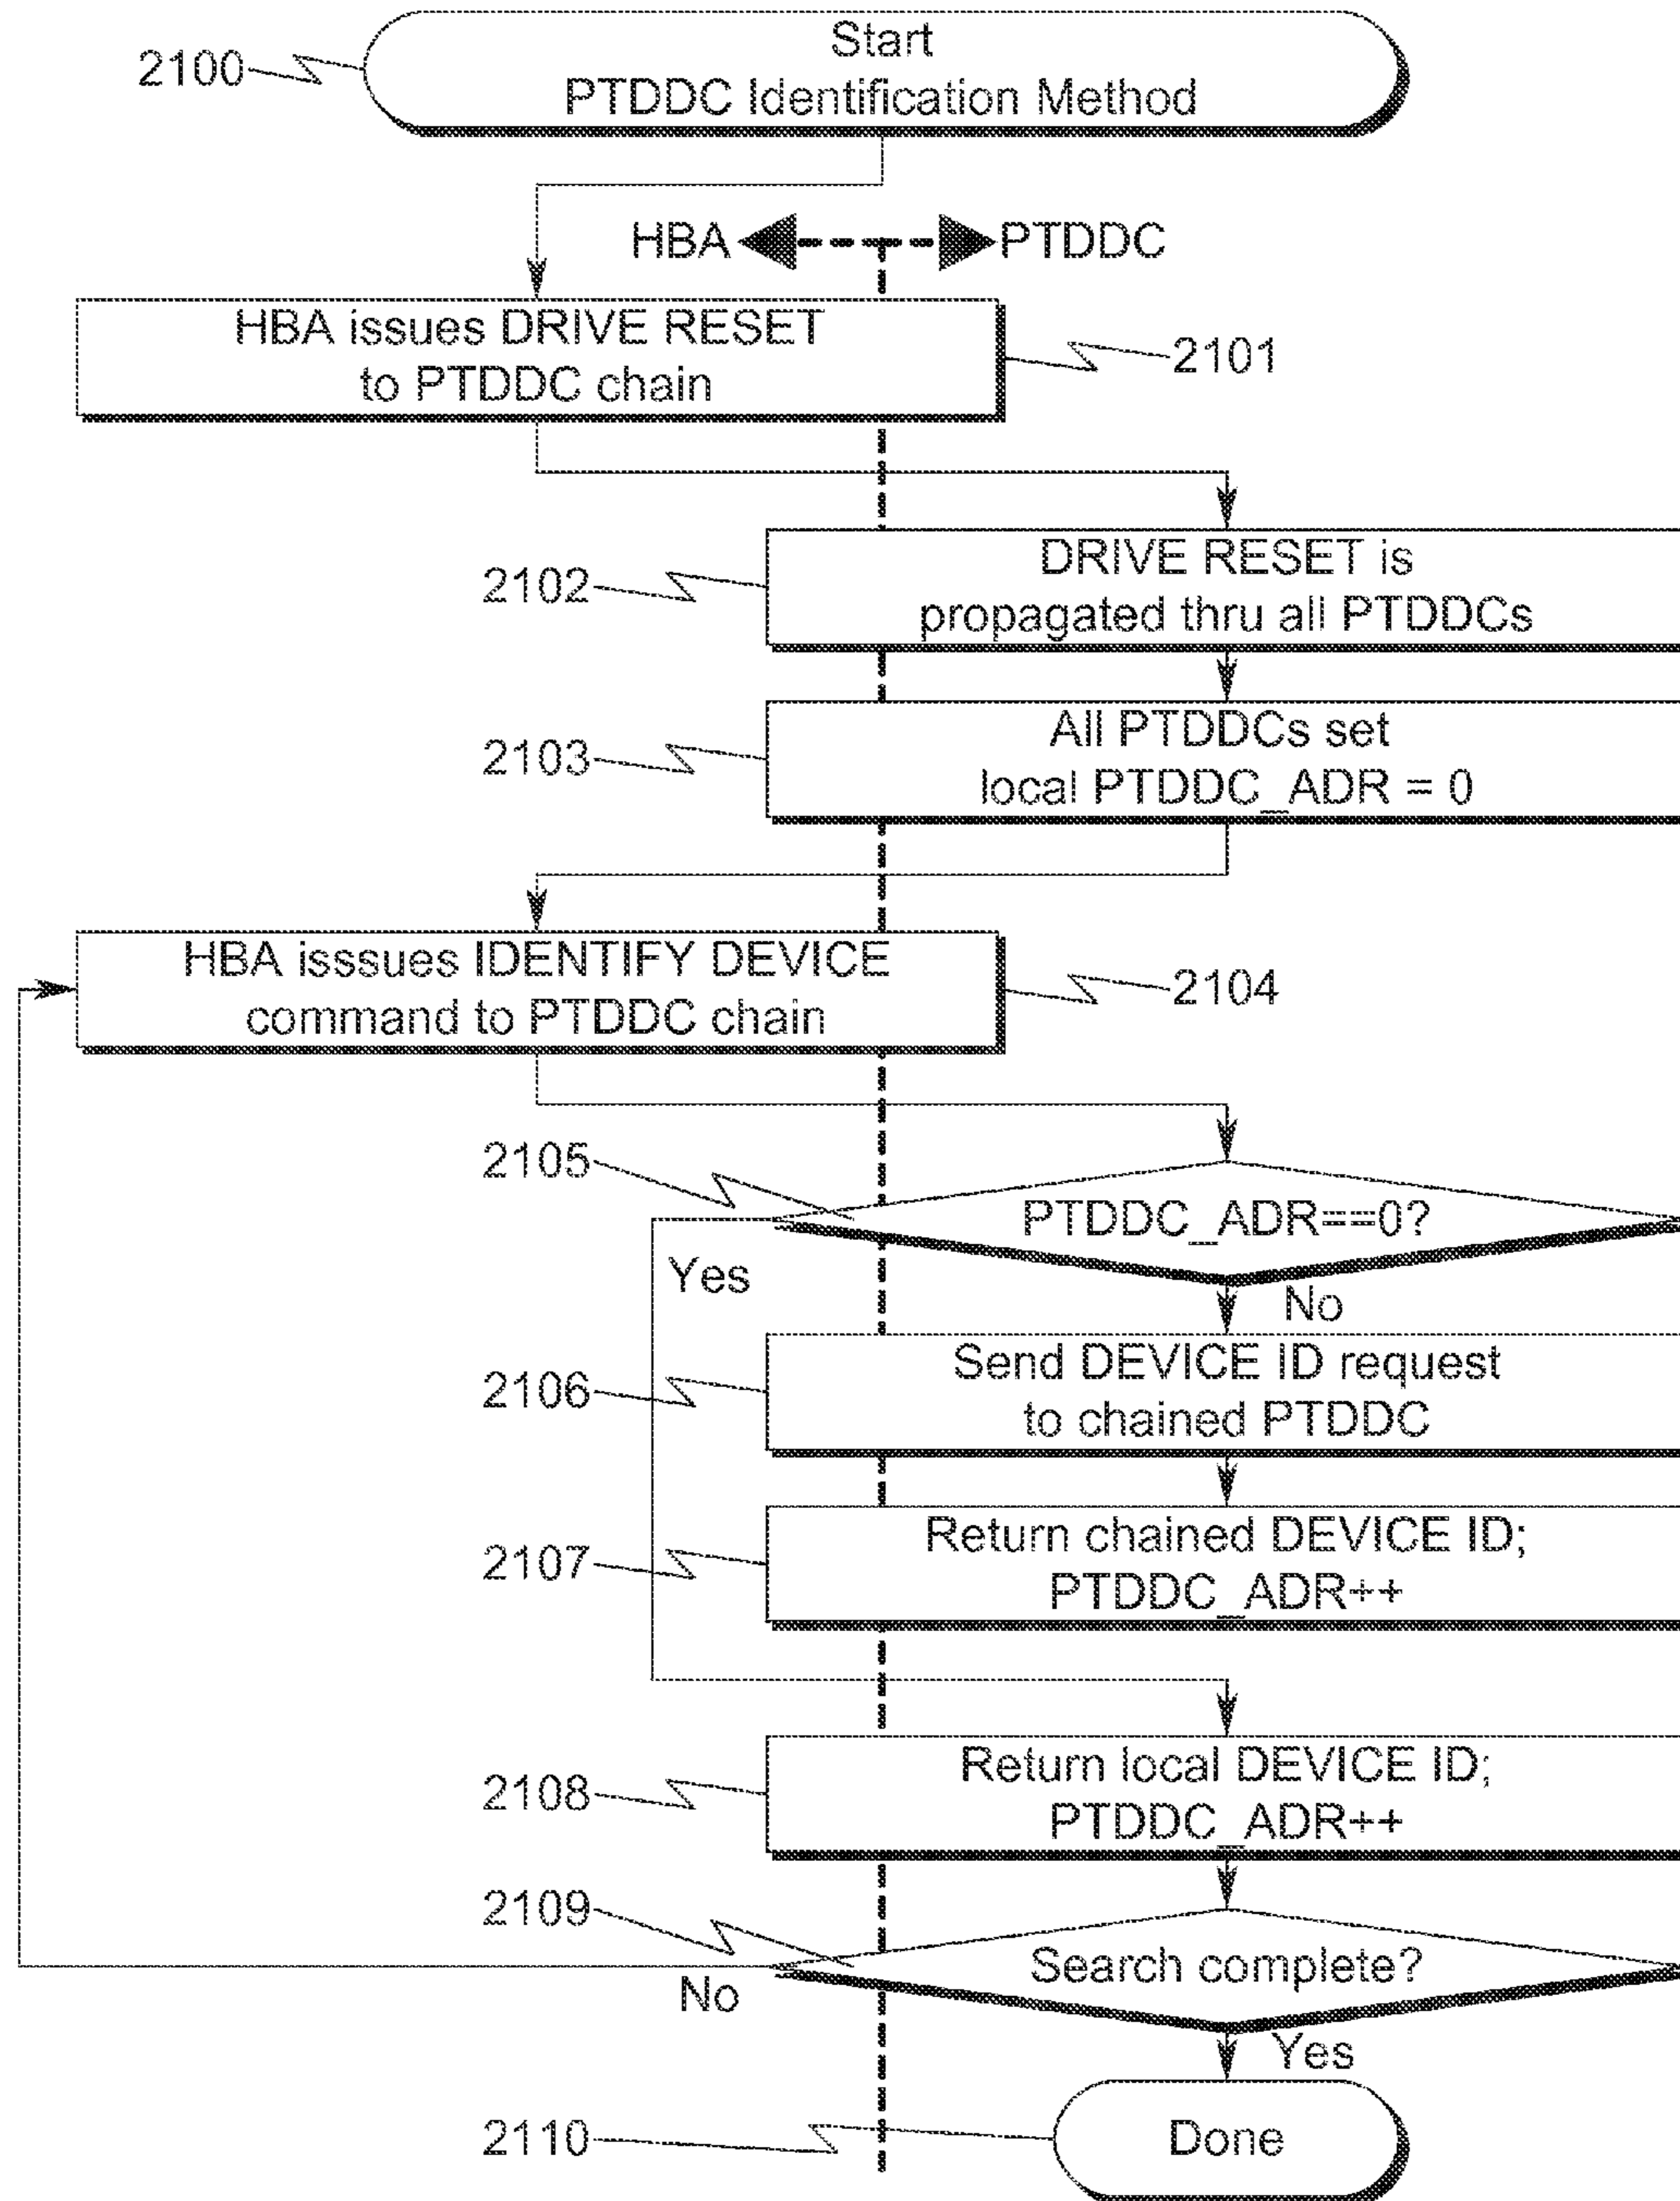 2100
Start
PTDDC Identification Method
HBA
PTDDC
HBA issues DRIVE RESET
to PTDDC chain
2101
2102
DRIVE RESET is
propagated thru all PTDDCs
2103
All PTDDCs set
local PTDDC_ADR = 0
HBA isssues IDENTIFY DEVICE
command to PTDDC chain
2104
2105
PTDDC_ADR==0?
Yes
No
2106
Send DEVICE ID request
to chained PTDDC
2107
Return chained DEVICE ID;
PTDDC_ADR++
2108
Return local DEVICE ID;
PTDDC_ADR++
2109
Search complete?
No
Yes
2110
Done